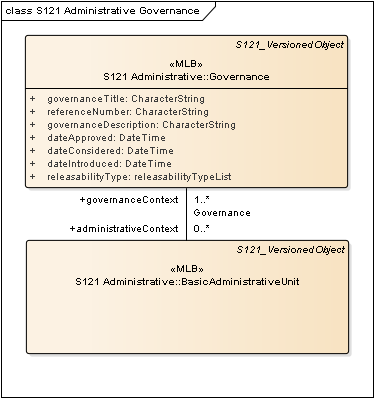 class S121 Administrative Governance
S121_VersionedObject
«MLB»
S121 Administrative::Governance
+ governanceTitle: CharacterString
+ referenceNumber: CharacterString
+ governanceDescription: CharacterString
+ dateApproved: DateTime
+ dateConsidered: DateTime
+ dateIntroduced: DateTime
+ releasabilityType: releasabilityTypeList
+governanceContext 1..*
Governance
+administrativeContext 0..*
S121_VersionedObject
«MLB»
S121 Administrative::BasicAdministrativeUnit